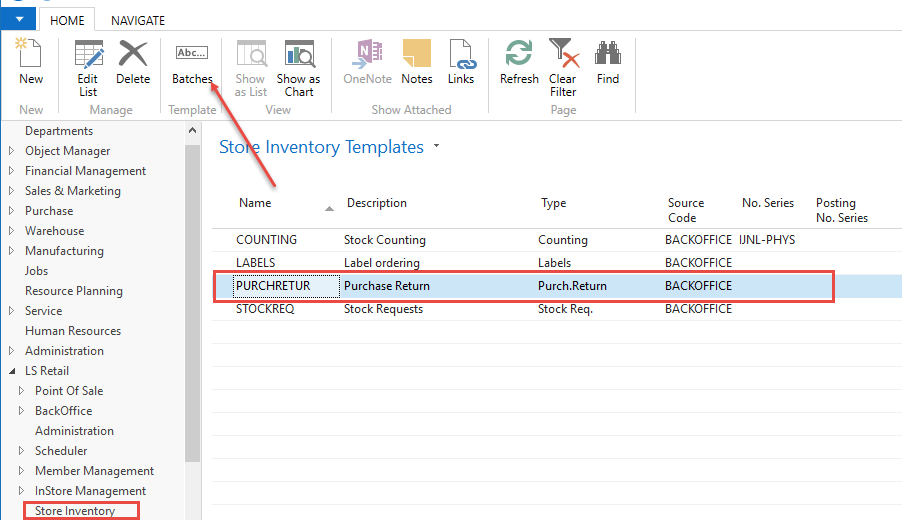 HOME NAVIGATE
Abc...
New Edit List Delete Batches Show as List Show as Chart OneNote Notes Links Refresh Clear Filter Find
New Manage Template View Show Attached Page
Departments
Object Manager
Financial Management
Sales & Marketing
Purchase
Warehouse
Manufacturing
Jobs
Resource Planning
Service
Human Resources
Administration
LS Retail
Point Of Sale
BackOffice
Administration
Scheduler
Member Management
InStore Management
Store Inventory
Store Inventory Templates
Name Description Type Source Code No. Series Posting No. Series
COUNTING Stock Counting Counting BACKOFFICE IJNL-PHYS
LABELS Label ordering Labels BACKOFFICE
PURCHRETUR Purchase Return Purch.Return BACKOFFICE
STOCKREQ Stock Requests Stock Req. BACKOFFICE